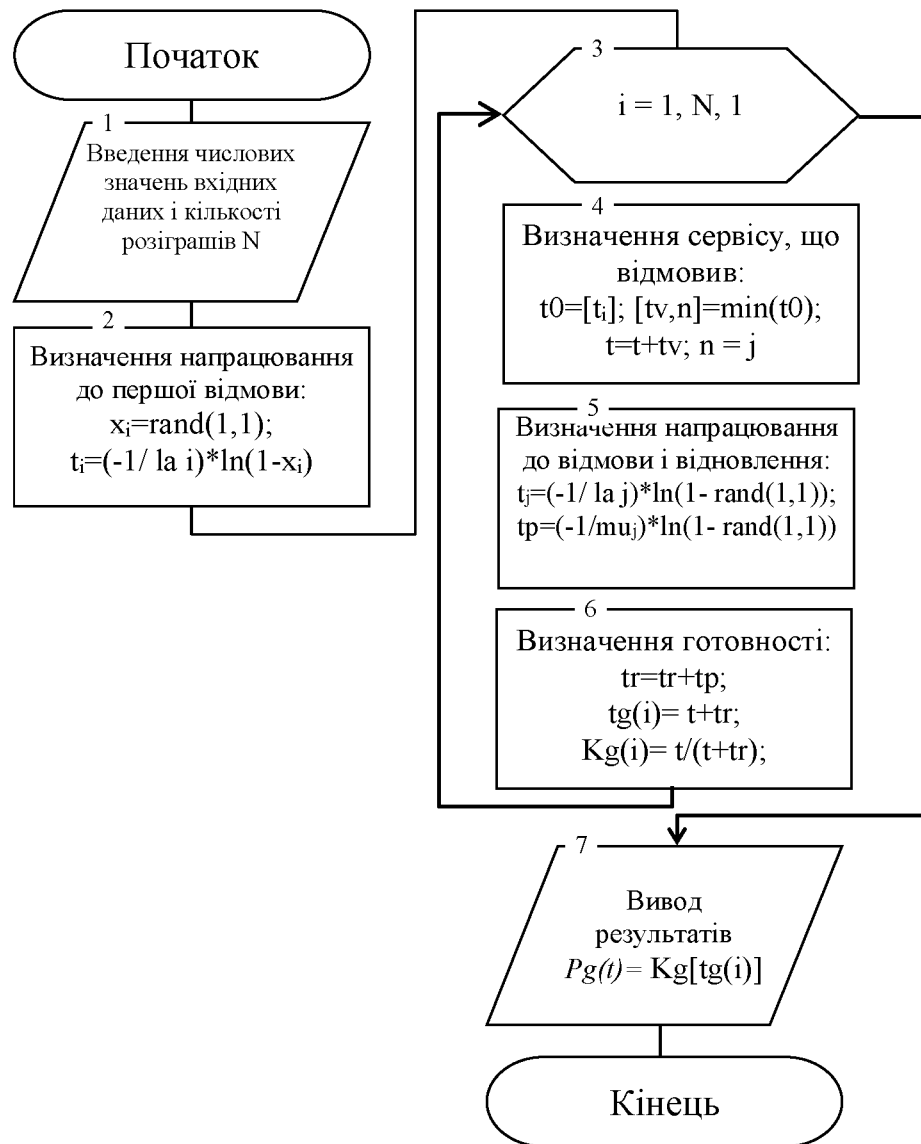 Початок
1
Введення числових
значень вхідних
даних і кількості
розіграшів N
2
Визначення напрацювання
до першої відмови:
xᵢ=rand(1,1);
tᵢ=(-1/ la i)*ln(1-xᵢ)
3
i = 1, N, 1
4
Визначення сервісу, що
відмовив:
t0=[tᵢ]; [tv,n]=min(t0);
t=t+tv; n = j
5
Визначення напрацювання
до відмови і відновлення:
tⱼ=(-1/ la j)*ln(1- rand(1,1));
tp=(-1/muⱼ)*ln(1- rand(1,1))
6
Визначення готовності:
tr=tr+tp;
tg(i)= t+tr;
Kg(i)= t/(t+tr);
7
Вивод
результатів
Pg(t)= Kg[tg(i)]
Кінець